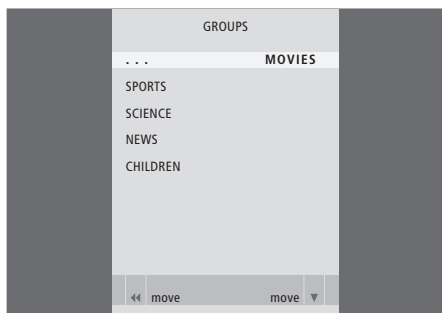 GROUPS
. . . MOVIES
SPORTS
SCIENCE
NEWS
CHILDREN
move move